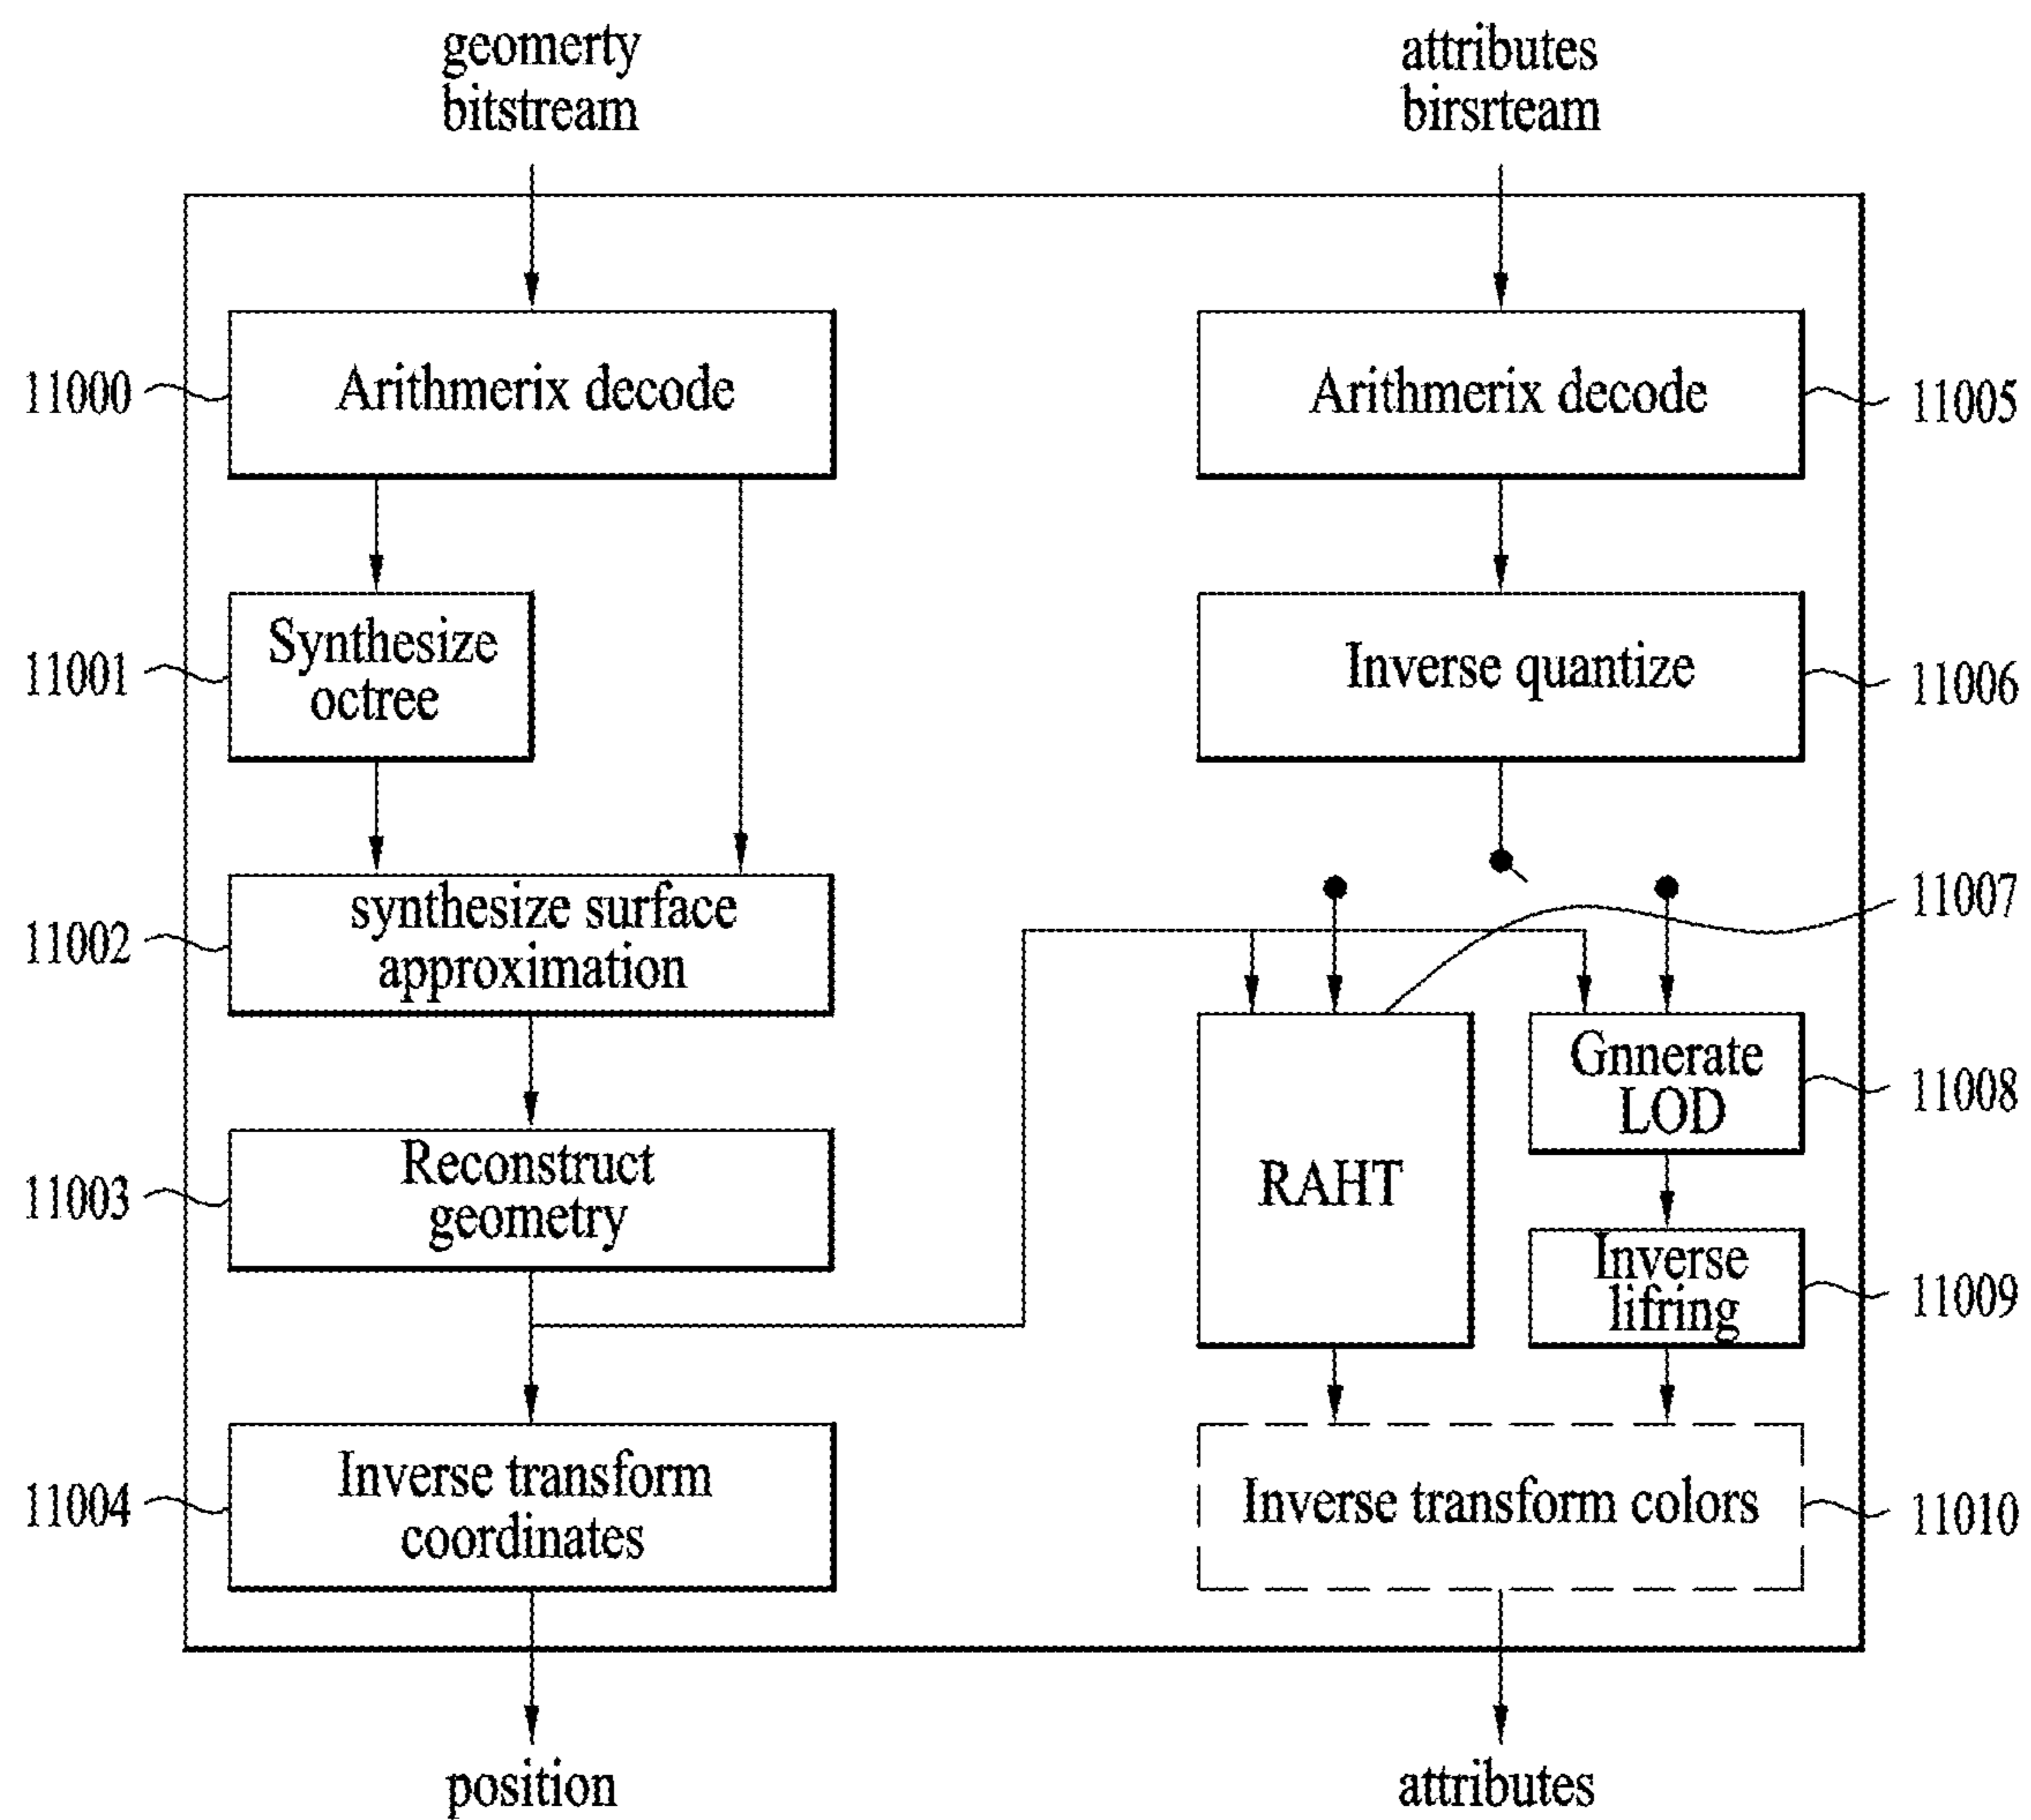 geomerty
bitstream
attributes
birsrteam
11000
Arithmerix decode
Arithmerix decode
11005
11001
Synthesize
octree
Inverse quantize
11006
11007
11002
synthesize surface
approximation
Gnnerate
LOD
11008
11003
Reconstruct
geometry
RAHT
Inverse
lifring
11009
11004
Inverse transform
coordinates
Inverse transform colors
11010
position
attributes